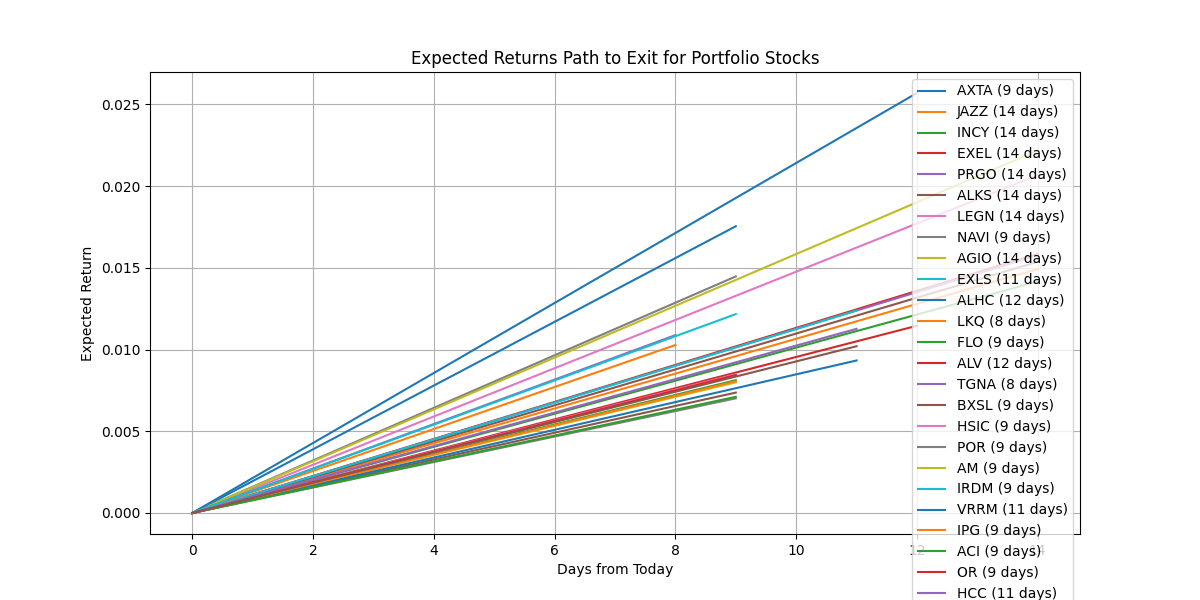 Expected Returns Path to Exit for Portfolio Stocks
Expected Return
0.025
0.020
0.015
0.010
0.005
0.000
0 2 4 6 8 10 12 14
Days from Today
AXTA (9 days)
JAZZ (14 days)
INCY (14 days)
EXEL (14 days)
PRGO (14 days)
ALKS (14 days)
LEGN (14 days)
NAVI (9 days)
AGIO (14 days)
EXLS (11 days)
ALHC (12 days)
LKQ (8 days)
FLO (9 days)
ALV (12 days)
TGNA (8 days)
BXSL (9 days)
HSIC (9 days)
POR (9 days)
AM (9 days)
IRDM (9 days)
VRRM (11 days)
IPG (9 days)
ACI (9 days)
OR (9 days)
HCC (11 days)